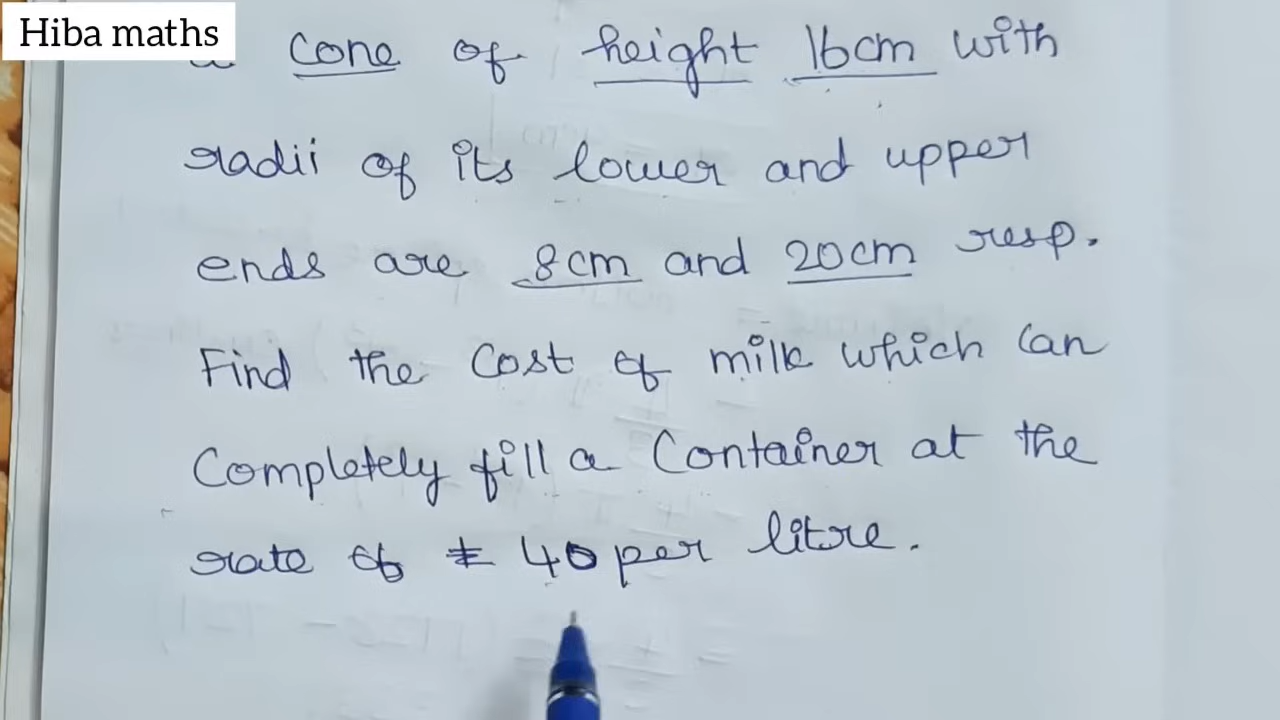 Hiba maths
cone of height 16cm with
radii of its lower and upper
ends are 8cm and 20cm resp.
Find the cost of milk which can
completely fill a container at the
rate of ₹ 40 per litre.